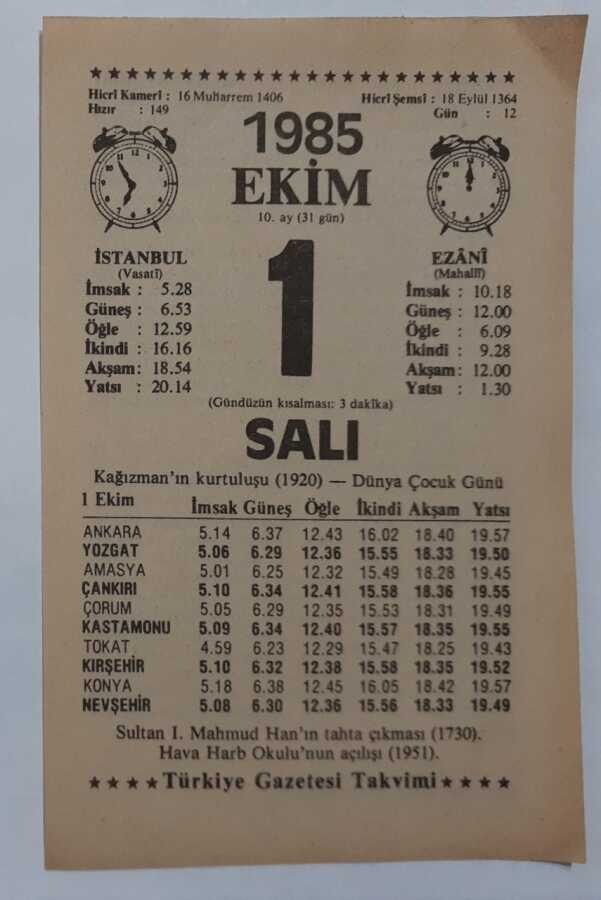 Hicrî Kamerî : 16 Muharrem 1406
Hızır : 149
Hicrî Şemsî : 18 Eylül 1364
Gün : 12
1985
EKİM
10. ay (31 gün)
1
İSTANBUL
(Vasatî)
İmsak : 5.28
Güneş : 6.53
Öğle : 12.59
İkindi : 16.16
Akşam : 18.54
Yatsı : 20.14
EZÂNÎ
(Mahallî)
İmsak : 10.18
Güneş : 12.00
Öğle : 6.09
İkindi : 9.28
Akşam : 12.00
Yatsı : 1.30
(Gündüzün kısalması: 3 dakîka)
SALI
Kağızman'ın kurtuluşu (1920) — Dünya Çocuk Günü
1 Ekim İmsak Güneş Öğle İkindi Akşam Yatsı
ANKARA 5.14 6.37 12.43 16.02 18.40 19.57
YOZGAT 5.06 6.29 12.36 15.55 18.33 19.50
AMASYA 5.01 6.25 12.32 15.49 18.28 19.45
ÇANKIRI 5.10 6.34 12.41 15.58 18.36 19.55
ÇORUM 5.05 6.29 12.35 15.53 18.31 19.49
KASTAMONU 5.09 6.34 12.40 15.57 18.35 19.55
TOKAT 4.59 6.23 12.29 15.47 18.25 19.43
KIRŞEHİR 5.10 6.32 12.38 15.58 18.35 19.52
KONYA 5.18 6.38 12.45 16.05 18.42 19.57
NEVŞEHİR 5.08 6.30 12.36 15.56 18.33 19.49
Sultan I. Mahmud Han'ın tahta çıkması (1730).
Hava Harb Okulu'nun açılışı (1951).
Türkiye Gazetesi Takvimi